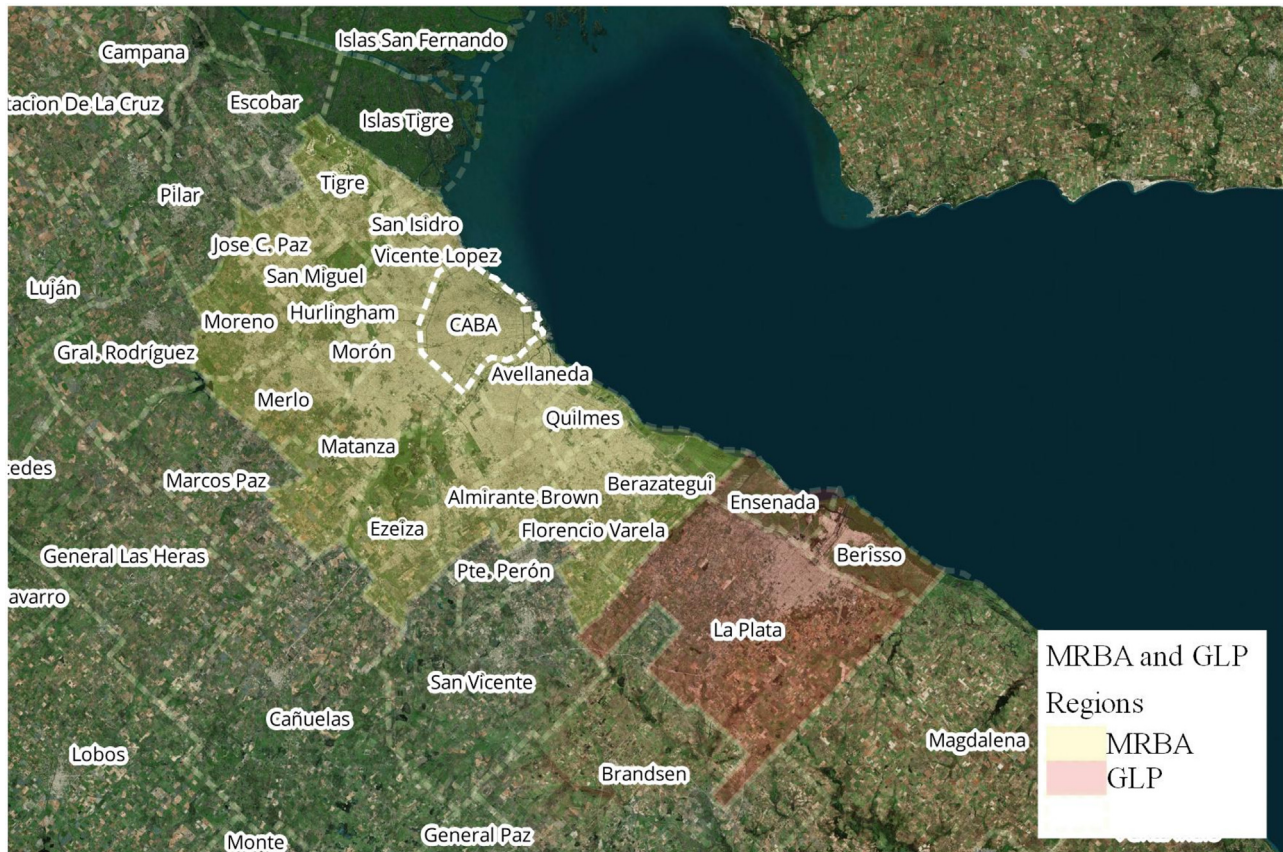 Islas San Fernando
Campana
tacion De La Cruz
Escobar
Islas Tigre
Tigre
Pilar
San Isidro
Jose C. Paz
Vicente Lopez
San Miguel
Luján
Hurlingham
Moreno
CABA
Gral. Rodríguez
Morón
Avellaneda
Merlo
Quilmes
Matanza
tedes
Marcos Paz
Berazategui
Almirante Brown
Ensenada
Ezeiza
Florencio Varela
General Las Heras
Berisso
Pte. Perón
avarro
La Plata
San Vicente
Cañuelas
Magdalena
Lobos
Brandsen
General Paz
Monte
MRBA and GLP
Regions
MRBA
GLP